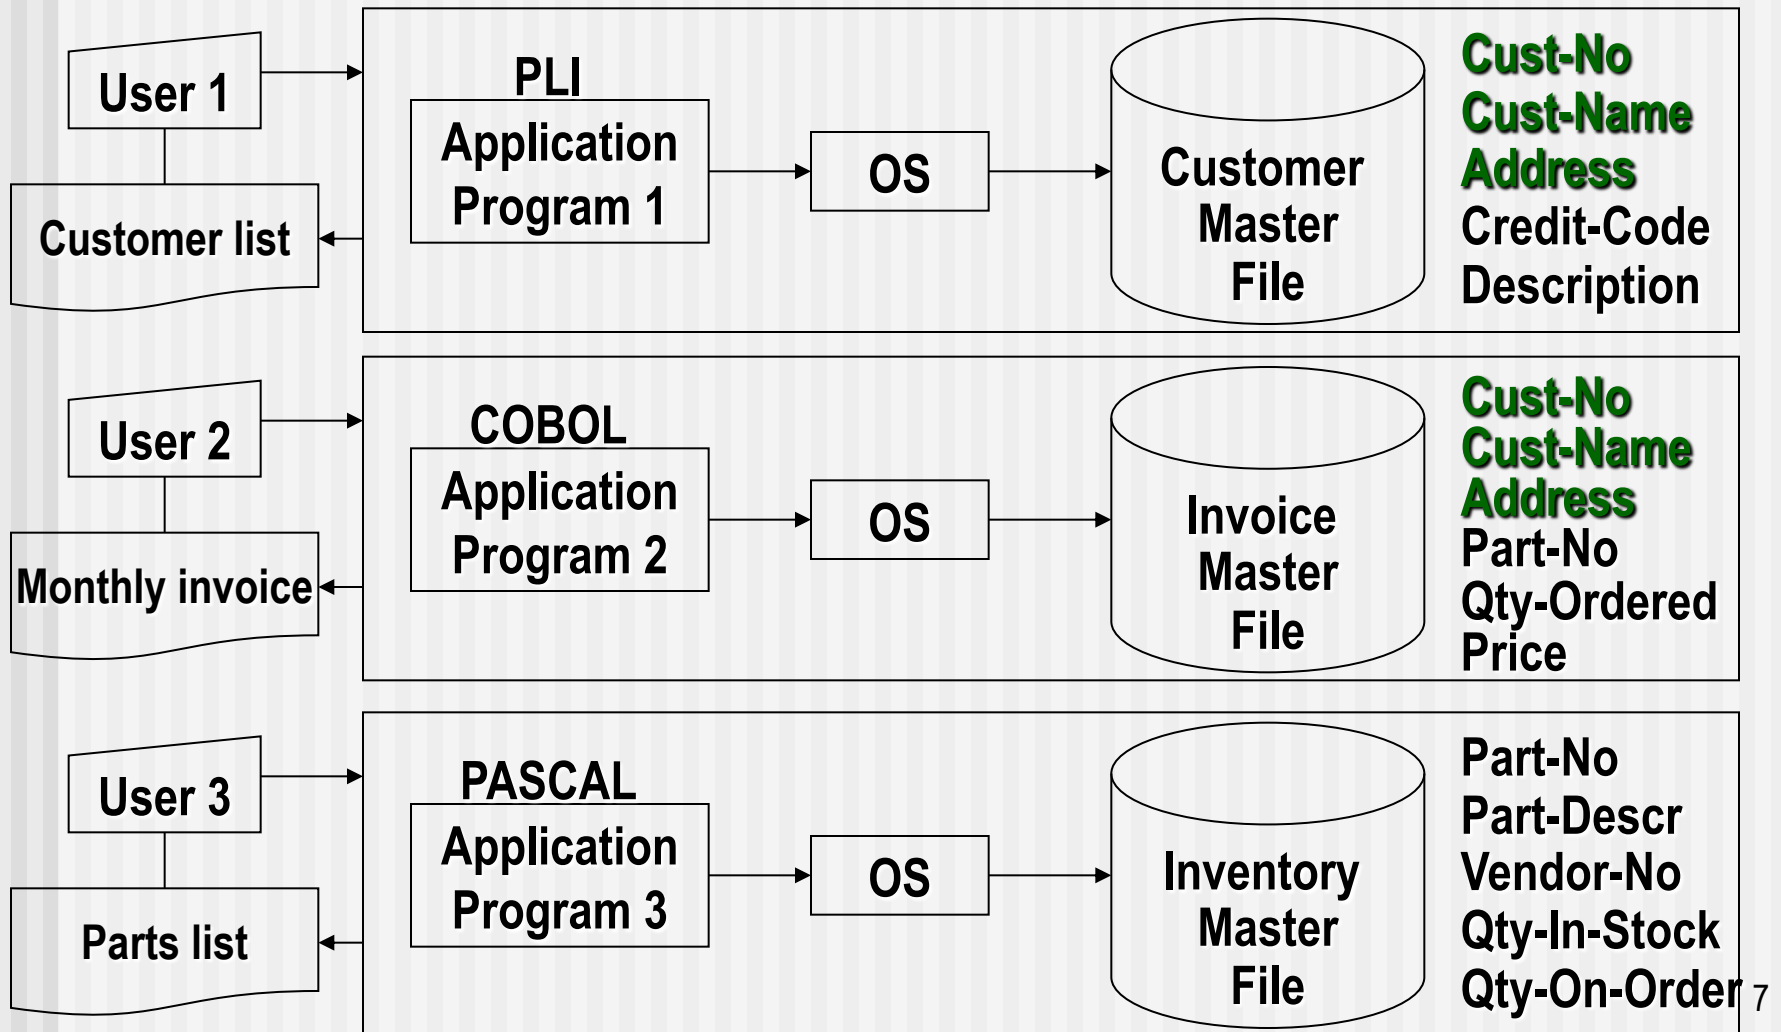 User 1
Customer list
PLI
Application
Program 1
OS
Customer
Master
File
Cust-No
Cust-Name
Address
Credit-Code
Description
User 2
Monthly invoice
COBOL
Application
Program 2
OS
Invoice
Master
File
Cust-No
Cust-Name
Address
Part-No
Qty-Ordered
Price
User 3
Parts list
PASCAL
Application
Program 3
OS
Inventory
Master
File
Part-No
Part-Descr
Vendor-No
Qty-In-Stock
Qty-On-Order
7